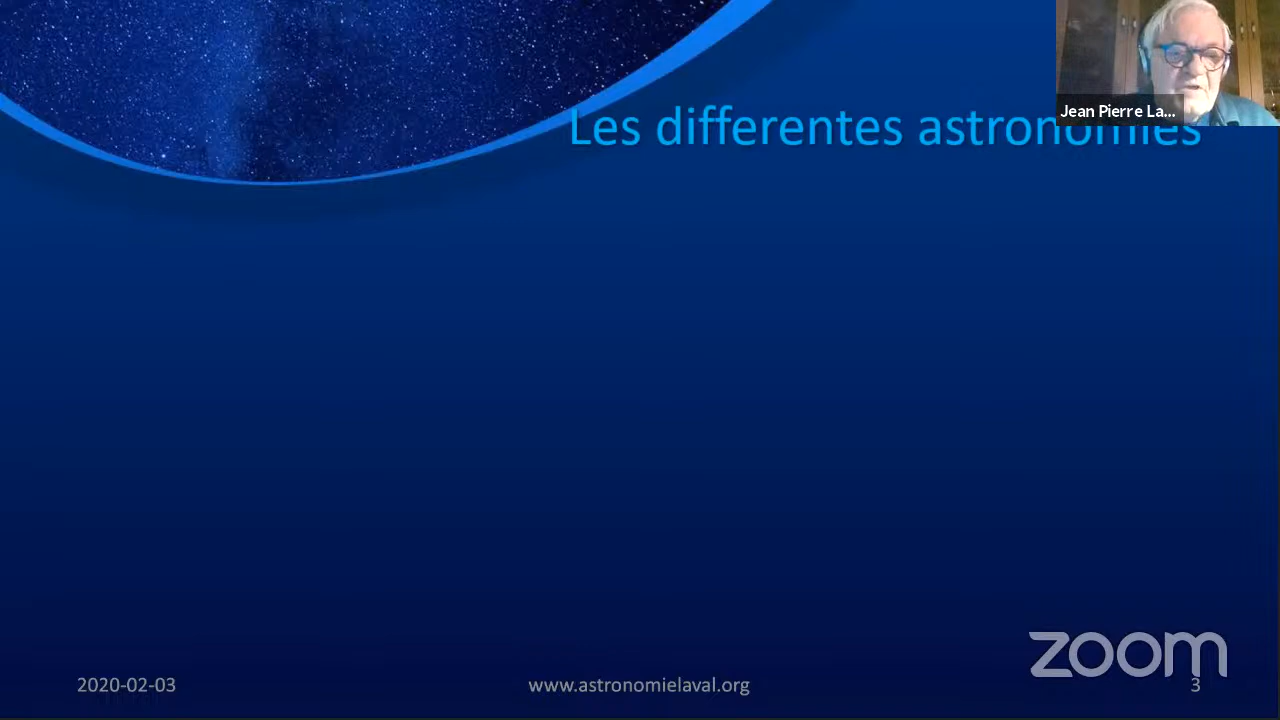 Jean Pierre La...
Les differentes astronomies
zoom
2020-02-03
www.astronomielaval.org
3